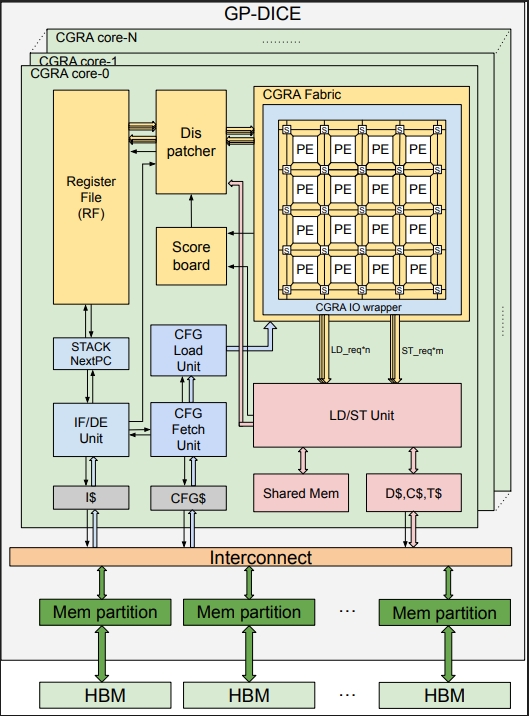 GP-DICE
CGRA core-N
..........
CGRA core-1
CGRA core-0
CGRA Fabric
Register
File
(RF)
Dis
patcher
Score
board
S S S S S
PE PE PE PE
S S S S S
PE PE PE PE
S S S S S
PE PE PE PE
S S S S S
PE PE PE PE
S S S S S
CGRA IO wrapper
STACK
NextPC
CFG
Load
Unit
LD_req*n
ST_req*m
IF/DE
Unit
CFG
Fetch
Unit
LD/ST Unit
I$
CFG$
Shared Mem
D$,C$,T$
Interconnect
Mem partition
Mem partition
...
Mem partition
HBM
HBM
...
HBM